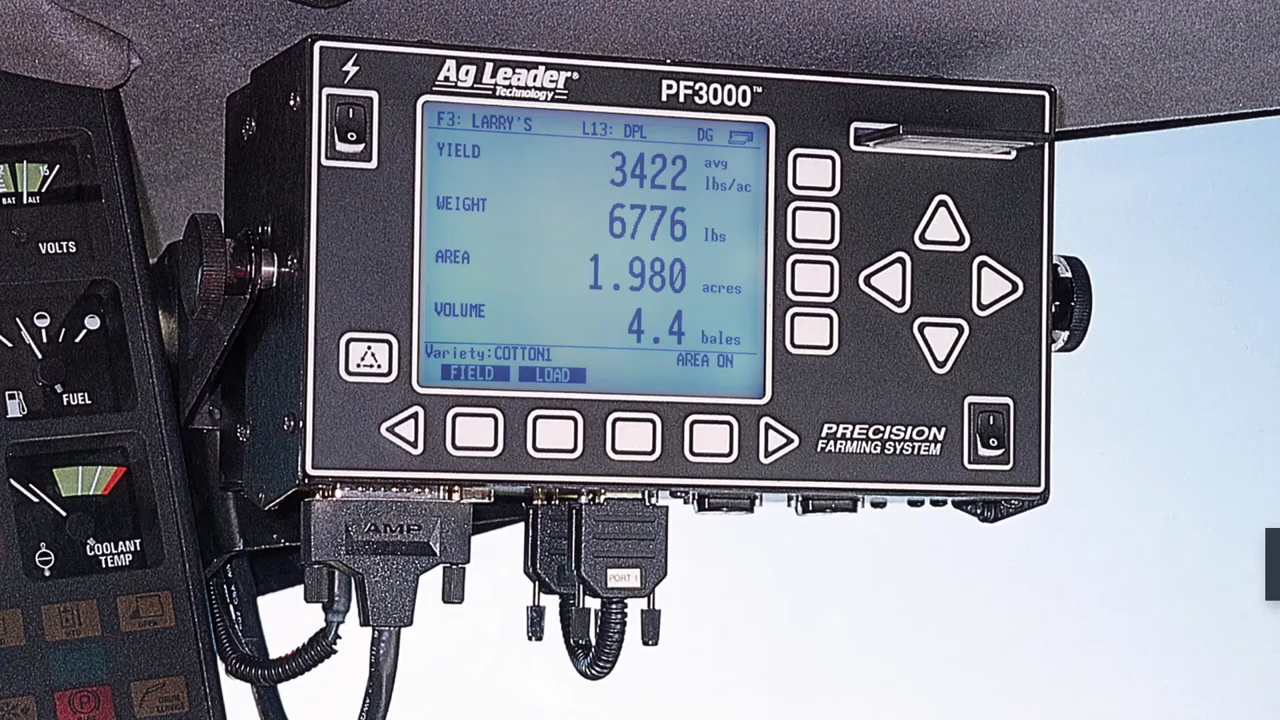 Ag Leader®
Technology
PF3000™
F3: LARRY'S L13: DPL DG
YIELD 3422 avg lbs/ac
WEIGHT 6776 lbs
AREA 1.980 acres
VOLUME 4.4 bales
Variety:COTTON1 AREA ON
FIELD LOAD
PRECISION
FARMING SYSTEM
AMP
PORT 1
15
BAT ALT
VOLTS
FUEL
COOLANT
TEMP